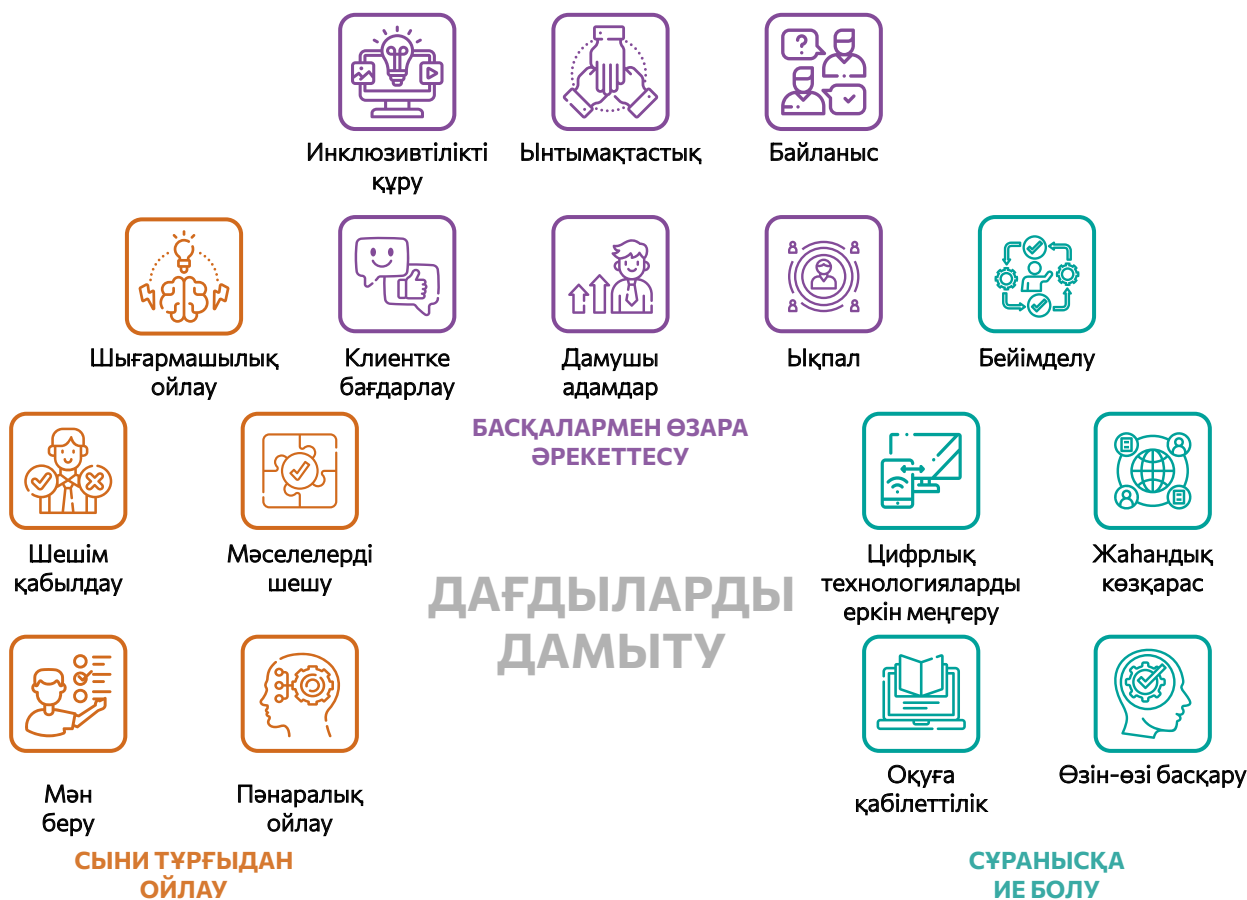 Инклюзивтілікті
құру
Ынтымақтастық
Байланыс
Шығармашылық
ойлау
Клиентке
бағдарлау
Дамушы
адамдар
Ықпал
Бейімделу
БАСҚАЛАРМЕН ӨЗАРА
ӘРЕКЕТТЕСУ
Шешім
қабылдау
Мәселелерді
шешу
ДАҒДЫЛАРДЫ
ДАМЫТУ
Цифрлық
технологияларды
еркін меңгеру
Жаһандық
көзқарас
Мән
беру
Пәнаралық
ойлау
Оқуға
қабілеттілік
Өзін-өзі басқару
СЫНИ ТҰРҒЫДАН
ОЙЛАУ
СҰРАНЫСҚА
ИЕ БОЛУ